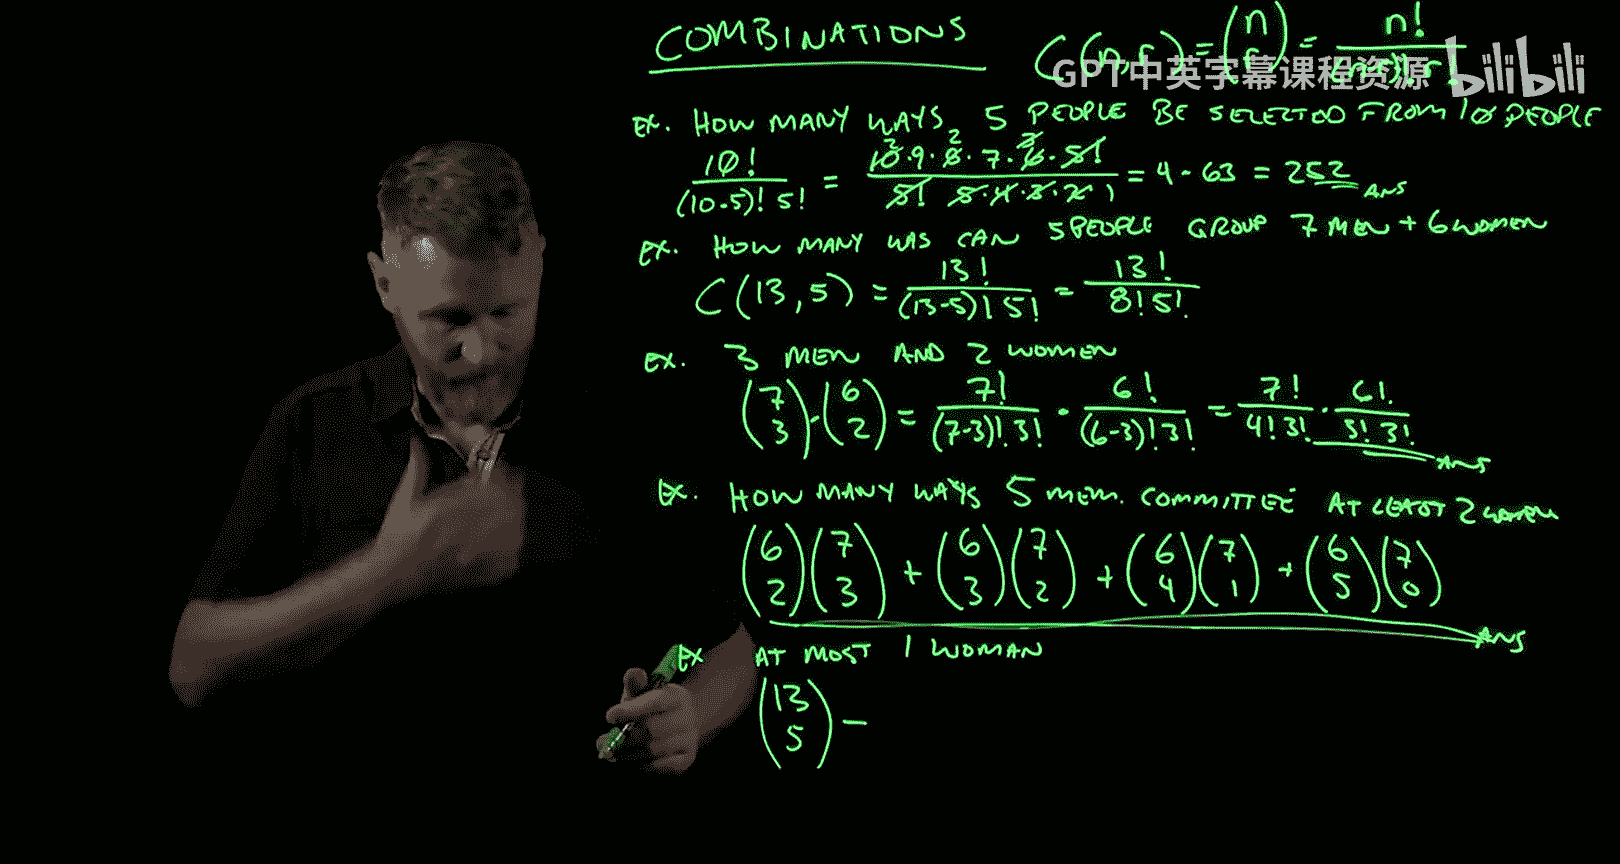 COMBINATIONS C(n,r) = (n r) = n! / (n-r)! r!
GPT中英字幕课程资源 bilibili
EX. HOW MANY WAYS 5 PEOPLE BE SELECTED FROM 10 PEOPLE
10! / (10-5)! 5! = 10·9·8·7·6·5! / 5! 5·4·3·2·1 = 4 · 63 = 252 ANS
EX. HOW MANY WAS CAN 5 PEOPLE GROUP 7 MEN + 6 WOMEN
C(13,5) = 13! / (13-5)! 5! = 13! / 8! 5!
EX. 3 MEN AND 2 WOMEN
(7 3)·(6 2) = 7! / (7-3)! 3! · 6! / (6-3)! 3! = 7! / 4! 3! · 6! / 3! 3! ANS
EX. HOW MANY WAYS 5 MEM. COMMITTEE AT LEAST 2 WOMEN
(6 2)(7 3) + (6 3)(7 2) + (6 4)(7 1) + (6 5)(7 0) ANS
EX AT MOST 1 WOMAN
(13 5) −